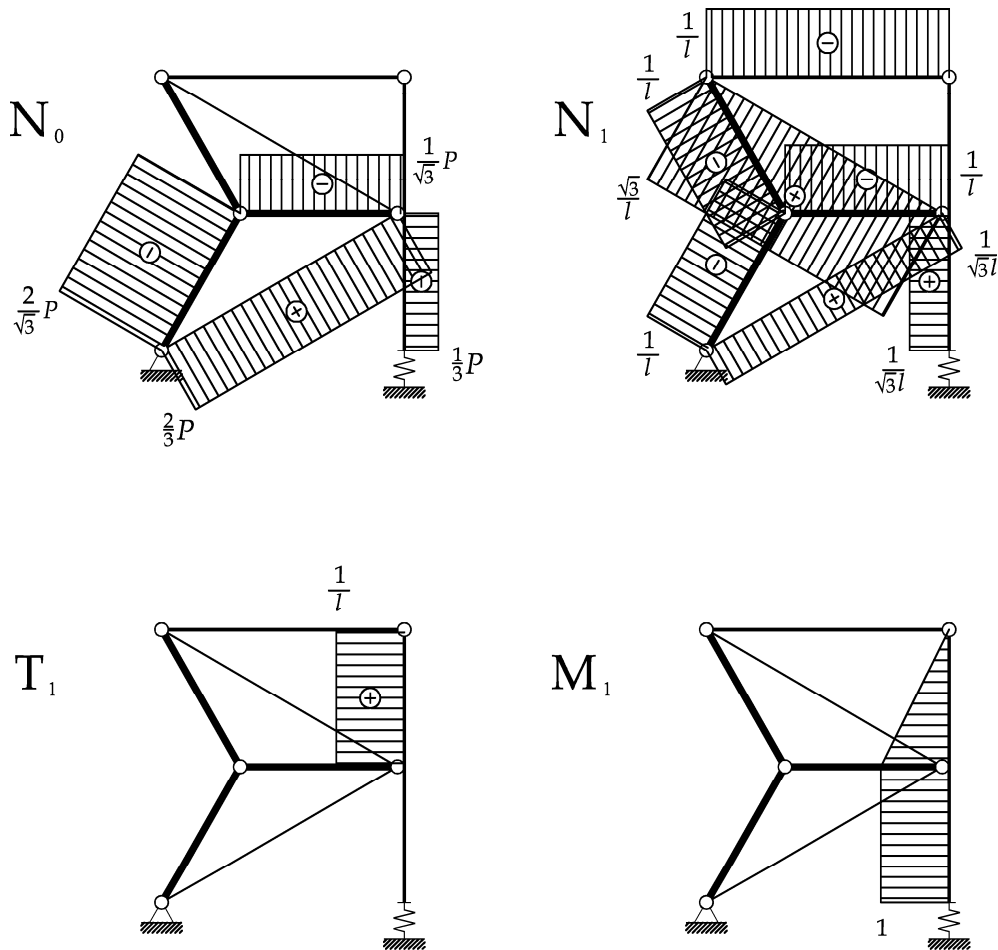 N₀
1/√3 P
2/√3 P
2/3 P
1/3 P
N₁
1/l
1/l
√3/l
1/l
1/l
1/√3l
1/√3l
T₁
1/l
M₁
1